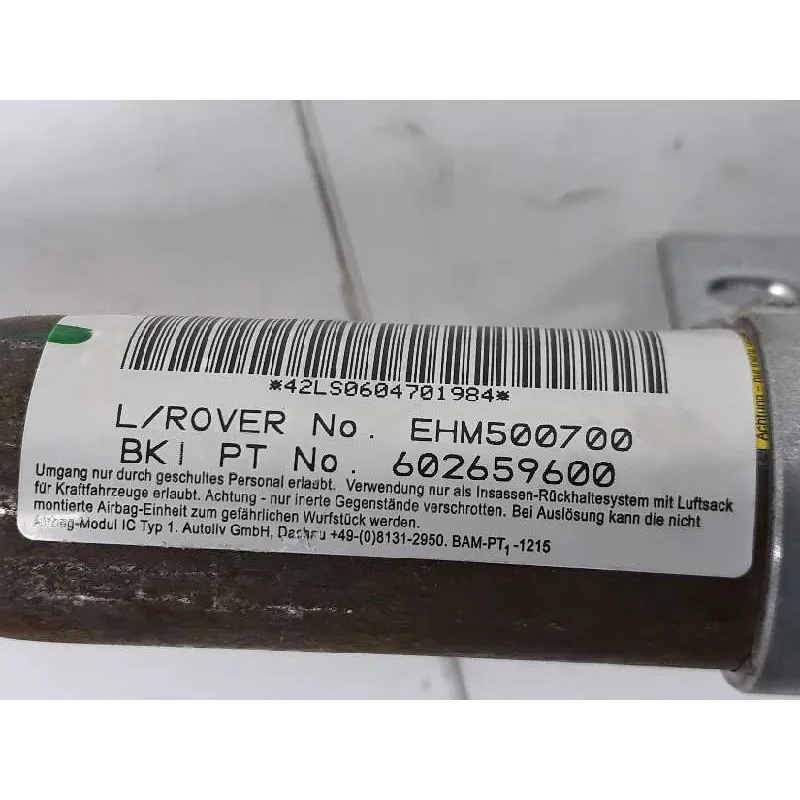 *42LS0604701984*
L/ROVER No. EHM500700
BKI PT No. 602659600
Umgang nur durch geschultes Personal erlaubt. Verwendung nur als Insassen-Rückhaltesystem mit Luftsack
für Kraftfahrzeuge erlaubt. Achtung - nur inerte Gegenstände verschrotten. Bei Auslösung kann die nicht
montierte Airbag-Einheit zum gefährlichen Wurfstück werden.
Airbag-Modul IC Typ 1. Autoliv GmbH, Dachau +49-(0)8131-2950. BAM-PT₁-1215
Achtung - nur